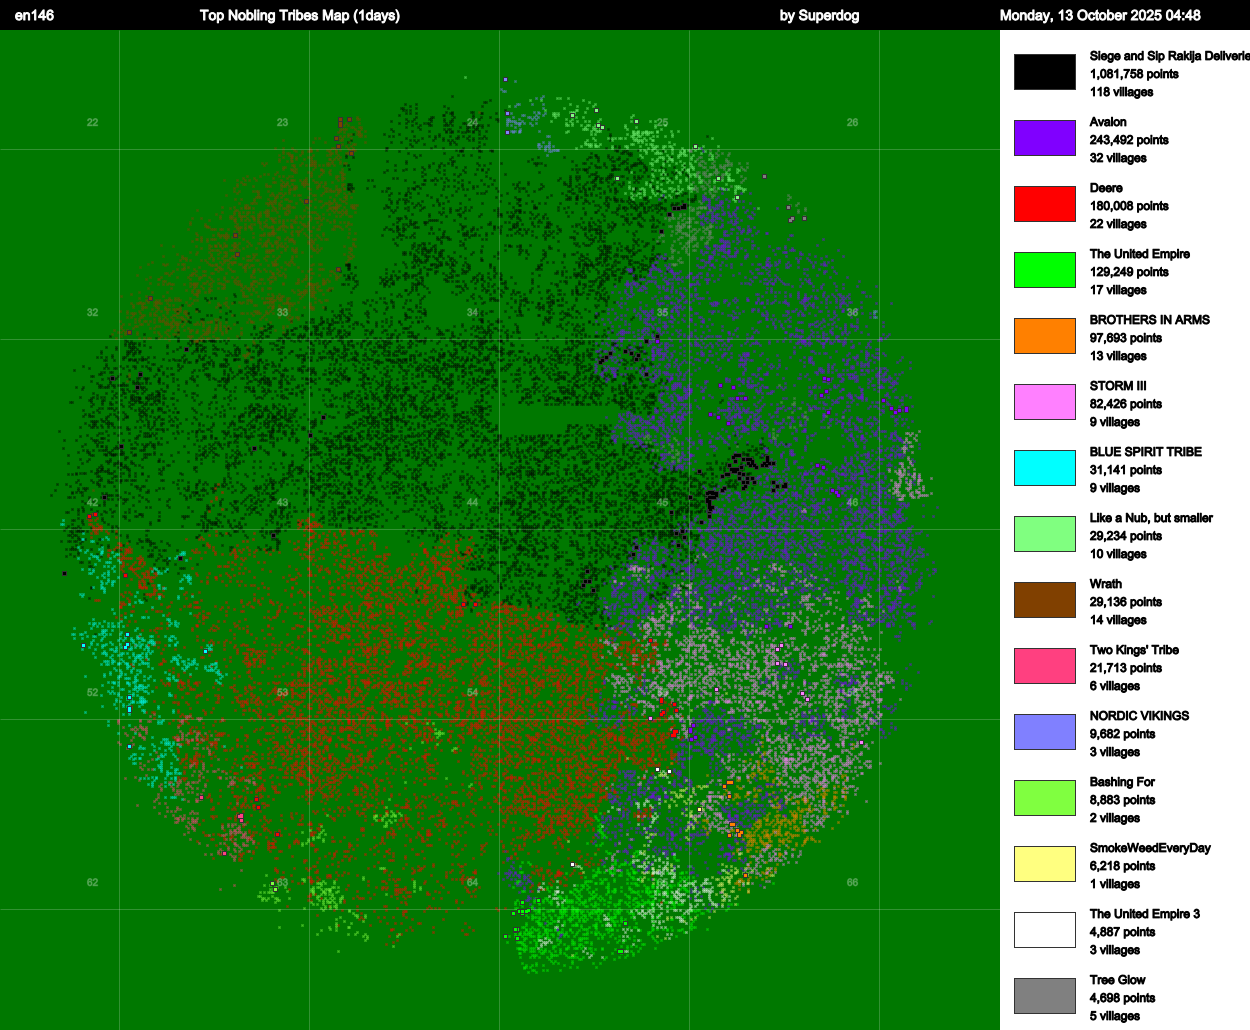 en146 Top Nobling Tribes Map (1days) by Superdog Monday, 13 October 2025 04:48
Siege and Sip Rakija Deliverie
1,081,758 points
118 villages
Avalon
243,492 points
32 villages
Deere
180,008 points
22 villages
The United Empire
129,249 points
17 villages
BROTHERS IN ARMS
97,693 points
13 villages
STORM III
82,426 points
9 villages
BLUE SPIRIT TRIBE
31,141 points
9 villages
Like a Nub, but smaller
29,234 points
10 villages
Wrath
29,136 points
14 villages
Two Kings' Tribe
21,713 points
6 villages
NORDIC VIKINGS
9,682 points
3 villages
Bashing For
8,883 points
2 villages
SmokeWeedEveryDay
6,218 points
1 villages
The United Empire 3
4,887 points
3 villages
Tree Glow
4,698 points
5 villages
22 23 24 25 26
32 33 34 35 36
42 43 44 45 46
52 53 54
62 63 64 66